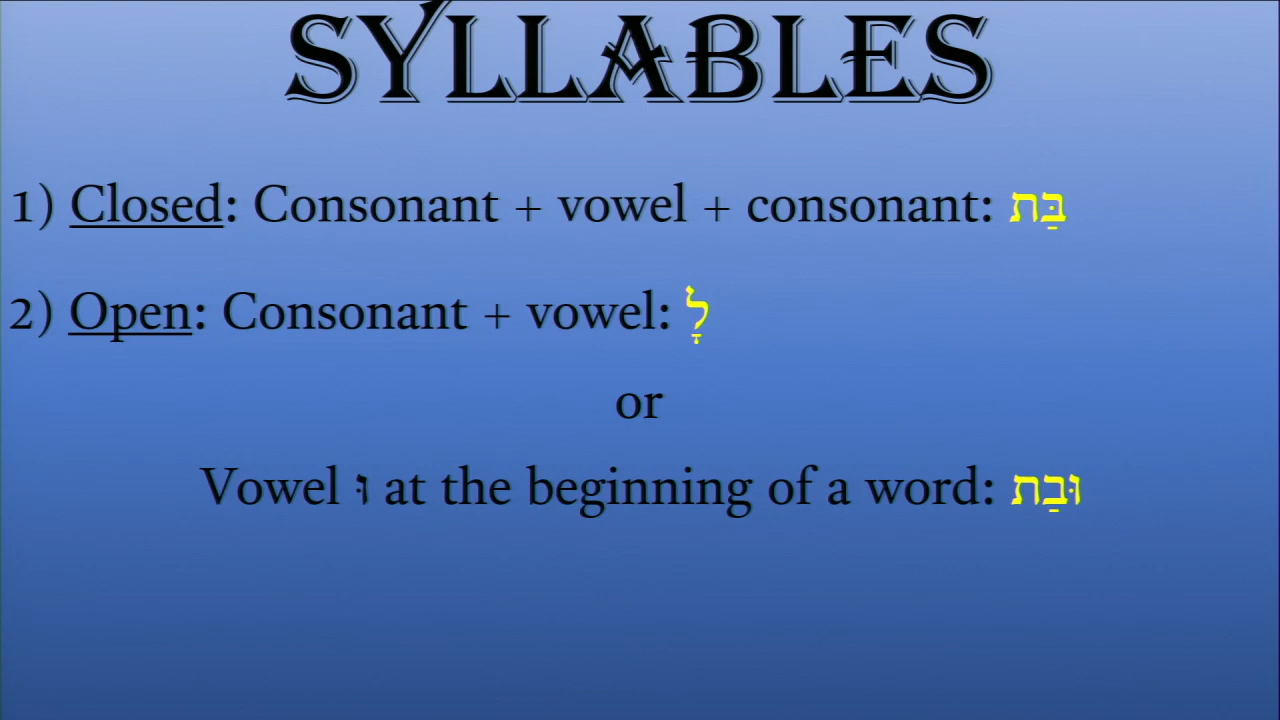 SYLLABLES
1) Closed: Consonant + vowel + consonant: בַּת
2) Open: Consonant + vowel: לָ
or
Vowel וּ at the beginning of a word: וּבַת